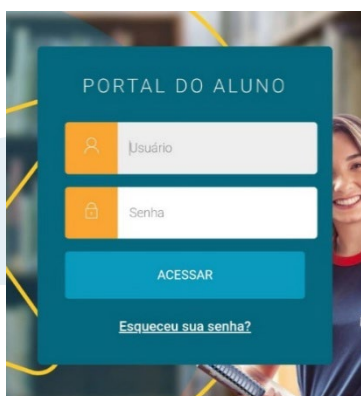 PORTAL DO ALUNO
Usuário
Senha
ACESSAR
Esqueceu sua senha?